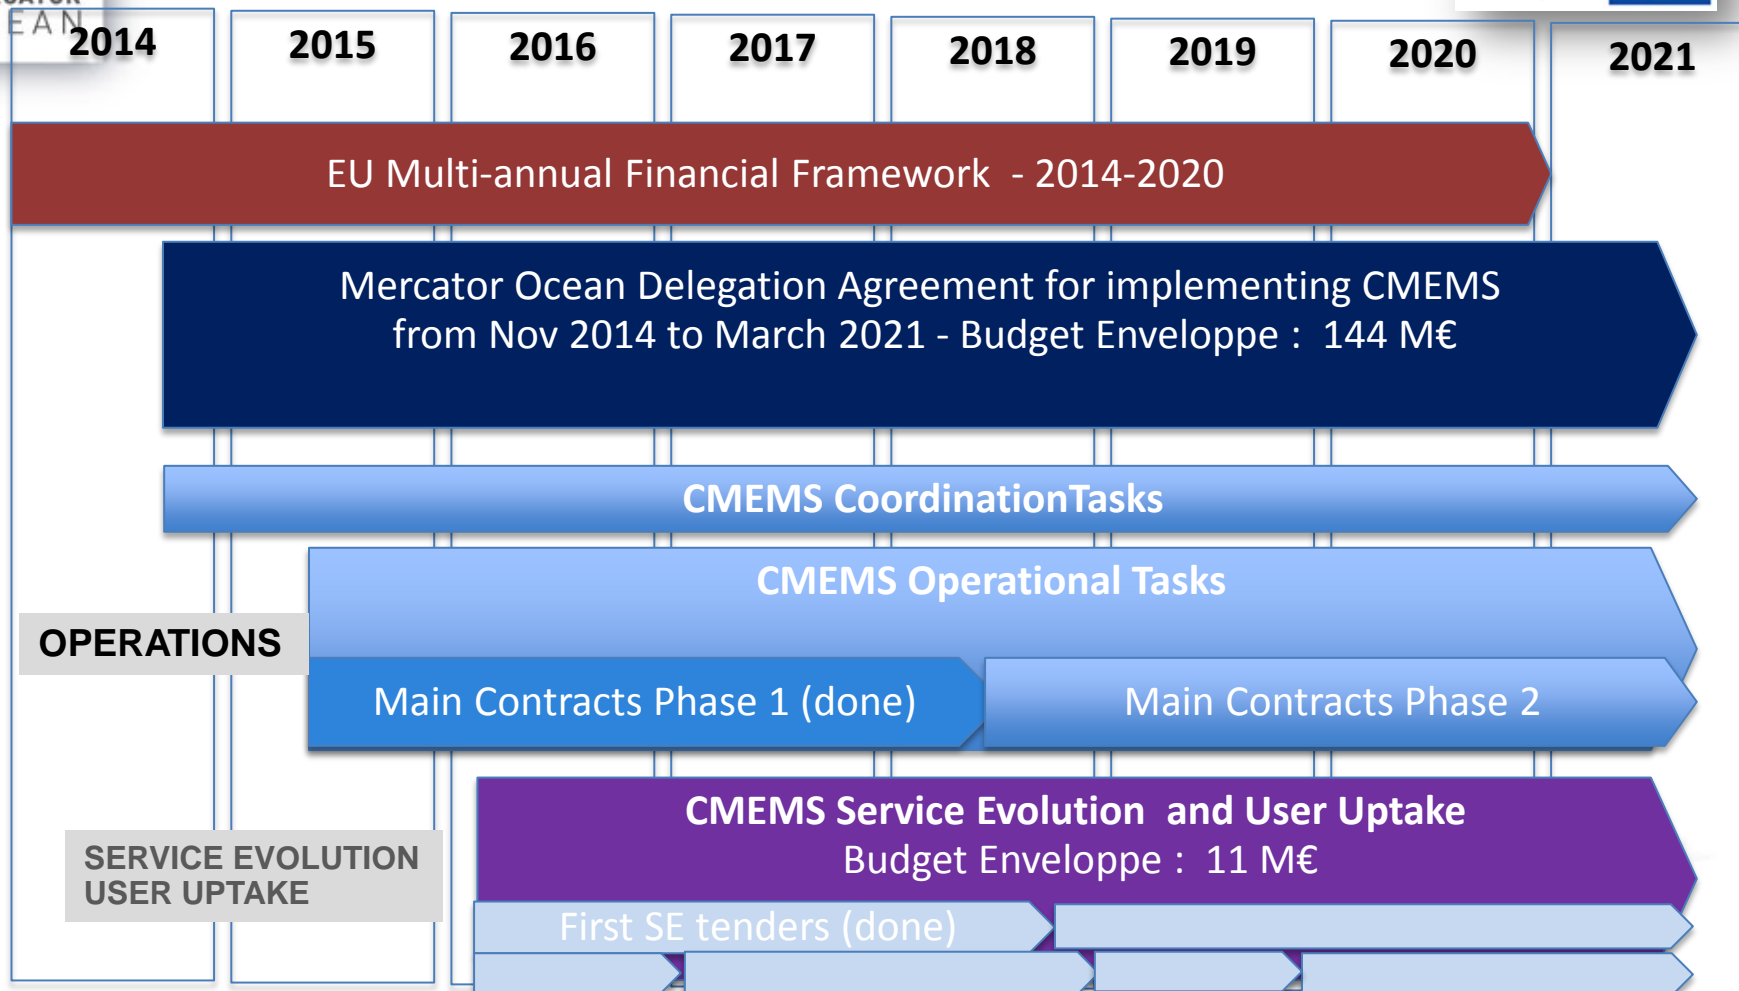 EAN
2014
2015
2016
2017
2018
2019
2020
2021
EU Multi-annual Financial Framework - 2014-2020
Mercator Ocean Delegation Agreement for implementing CMEMS
from Nov 2014 to March 2021 - Budget Enveloppe : 144 M€
CMEMS CoordinationTasks
CMEMS Operational Tasks
OPERATIONS
Main Contracts Phase 1 (done)
Main Contracts Phase 2
CMEMS Service Evolution and User Uptake
Budget Enveloppe : 11 M€
SERVICE EVOLUTION
USER UPTAKE
First SE tenders (done)